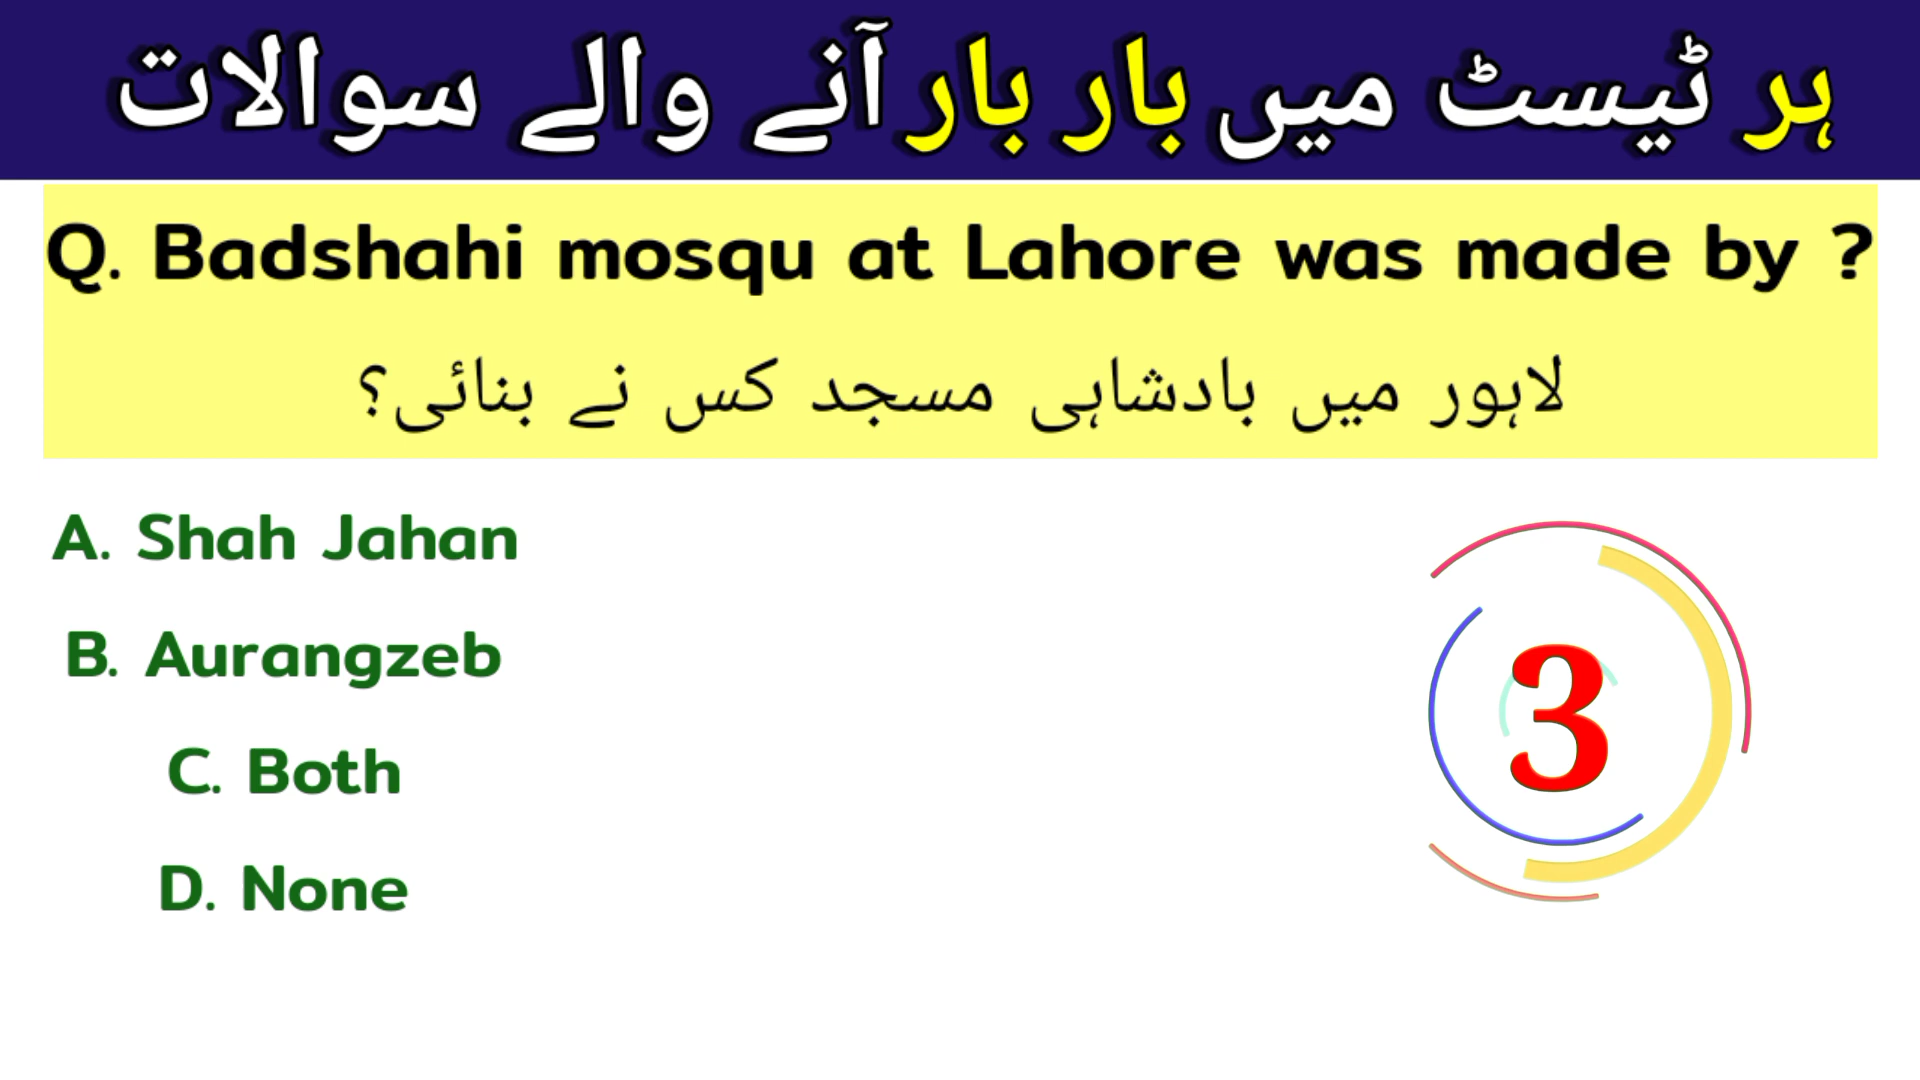 ہر ٹیسٹ میں بار بار آنے والے سوالات
Q. Badshahi mosqu at Lahore was made by ?
لاہور میں بادشاہی مسجد کس نے بنائی؟
A. Shah Jahan
B. Aurangzeb
C. Both
D. None
3